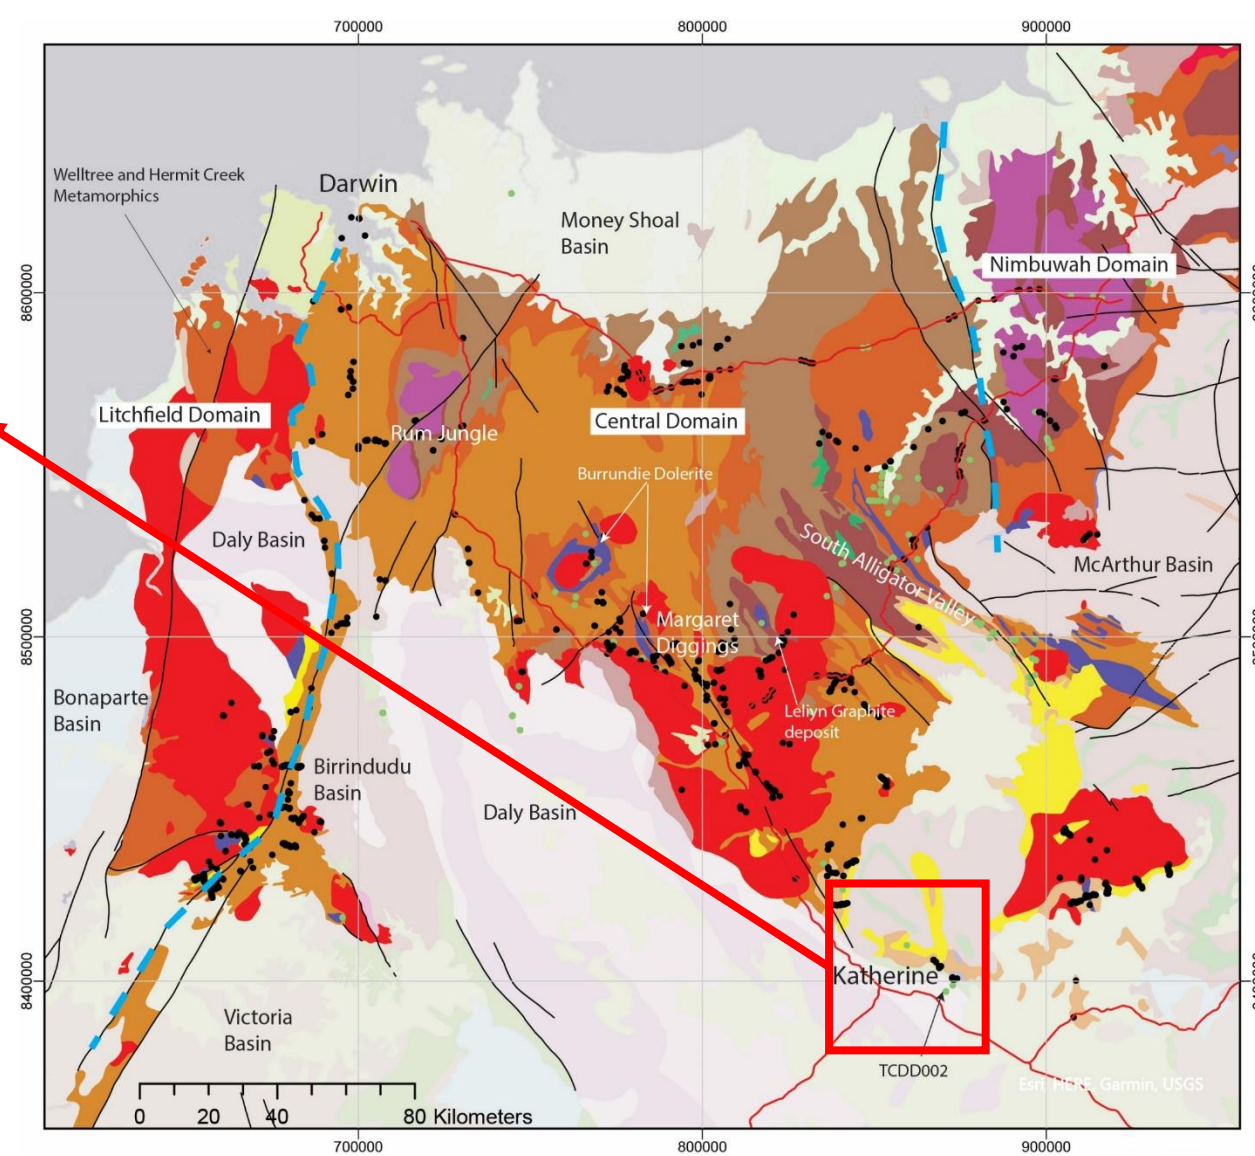 700000
800000
900000
Welltree and Hermit Creek
Metamorphics
Darwin
Money Shoal
Basin
Nimbuwah Domain
8600000
Litchfield Domain
Central Domain
Rum Jungle
Burrundie Dolerite
Daly Basin
South Alligator Valley
McArthur Basin
8500000
Margaret
Diggings
Leliyn Graphite
deposit
Bonaparte
Basin
Birrindudu
Basin
Daly Basin
8400000
Katherine
Victoria
Basin
TCDD002
Esri, HERE, Garmin, USGS
0 20 40 80 Kilometers
700000
800000
900000